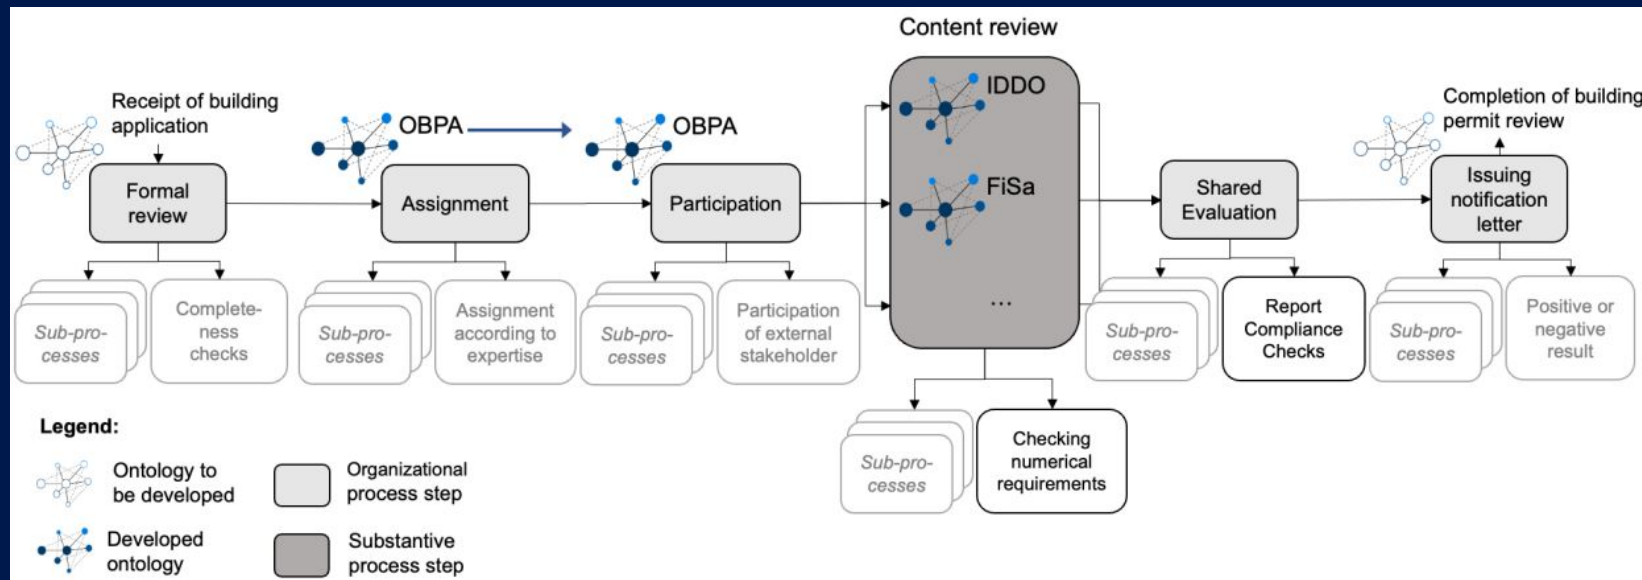 Content review
Receipt of building
application
OBPA
OBPA
IDDO
FiSa
...
Completion of building
permit review
Formal
review
Assignment
Participation
Shared
Evaluation
Issuing
notification
letter
Sub-pro-
cesses
Complete-
ness
checks
Sub-pro-
cesses
Assignment
according to
expertise
Sub-pro-
cesses
Participation
of external
stakeholder
Sub-pro-
cesses
Report
Compliance
Checks
Sub-pro-
cesses
Positive or
negative
result
Sub-pro-
cesses
Checking
numerical
requirements
Legend:
Ontology to
be developed
Organizational
process step
Developed
ontology
Substantive
process step